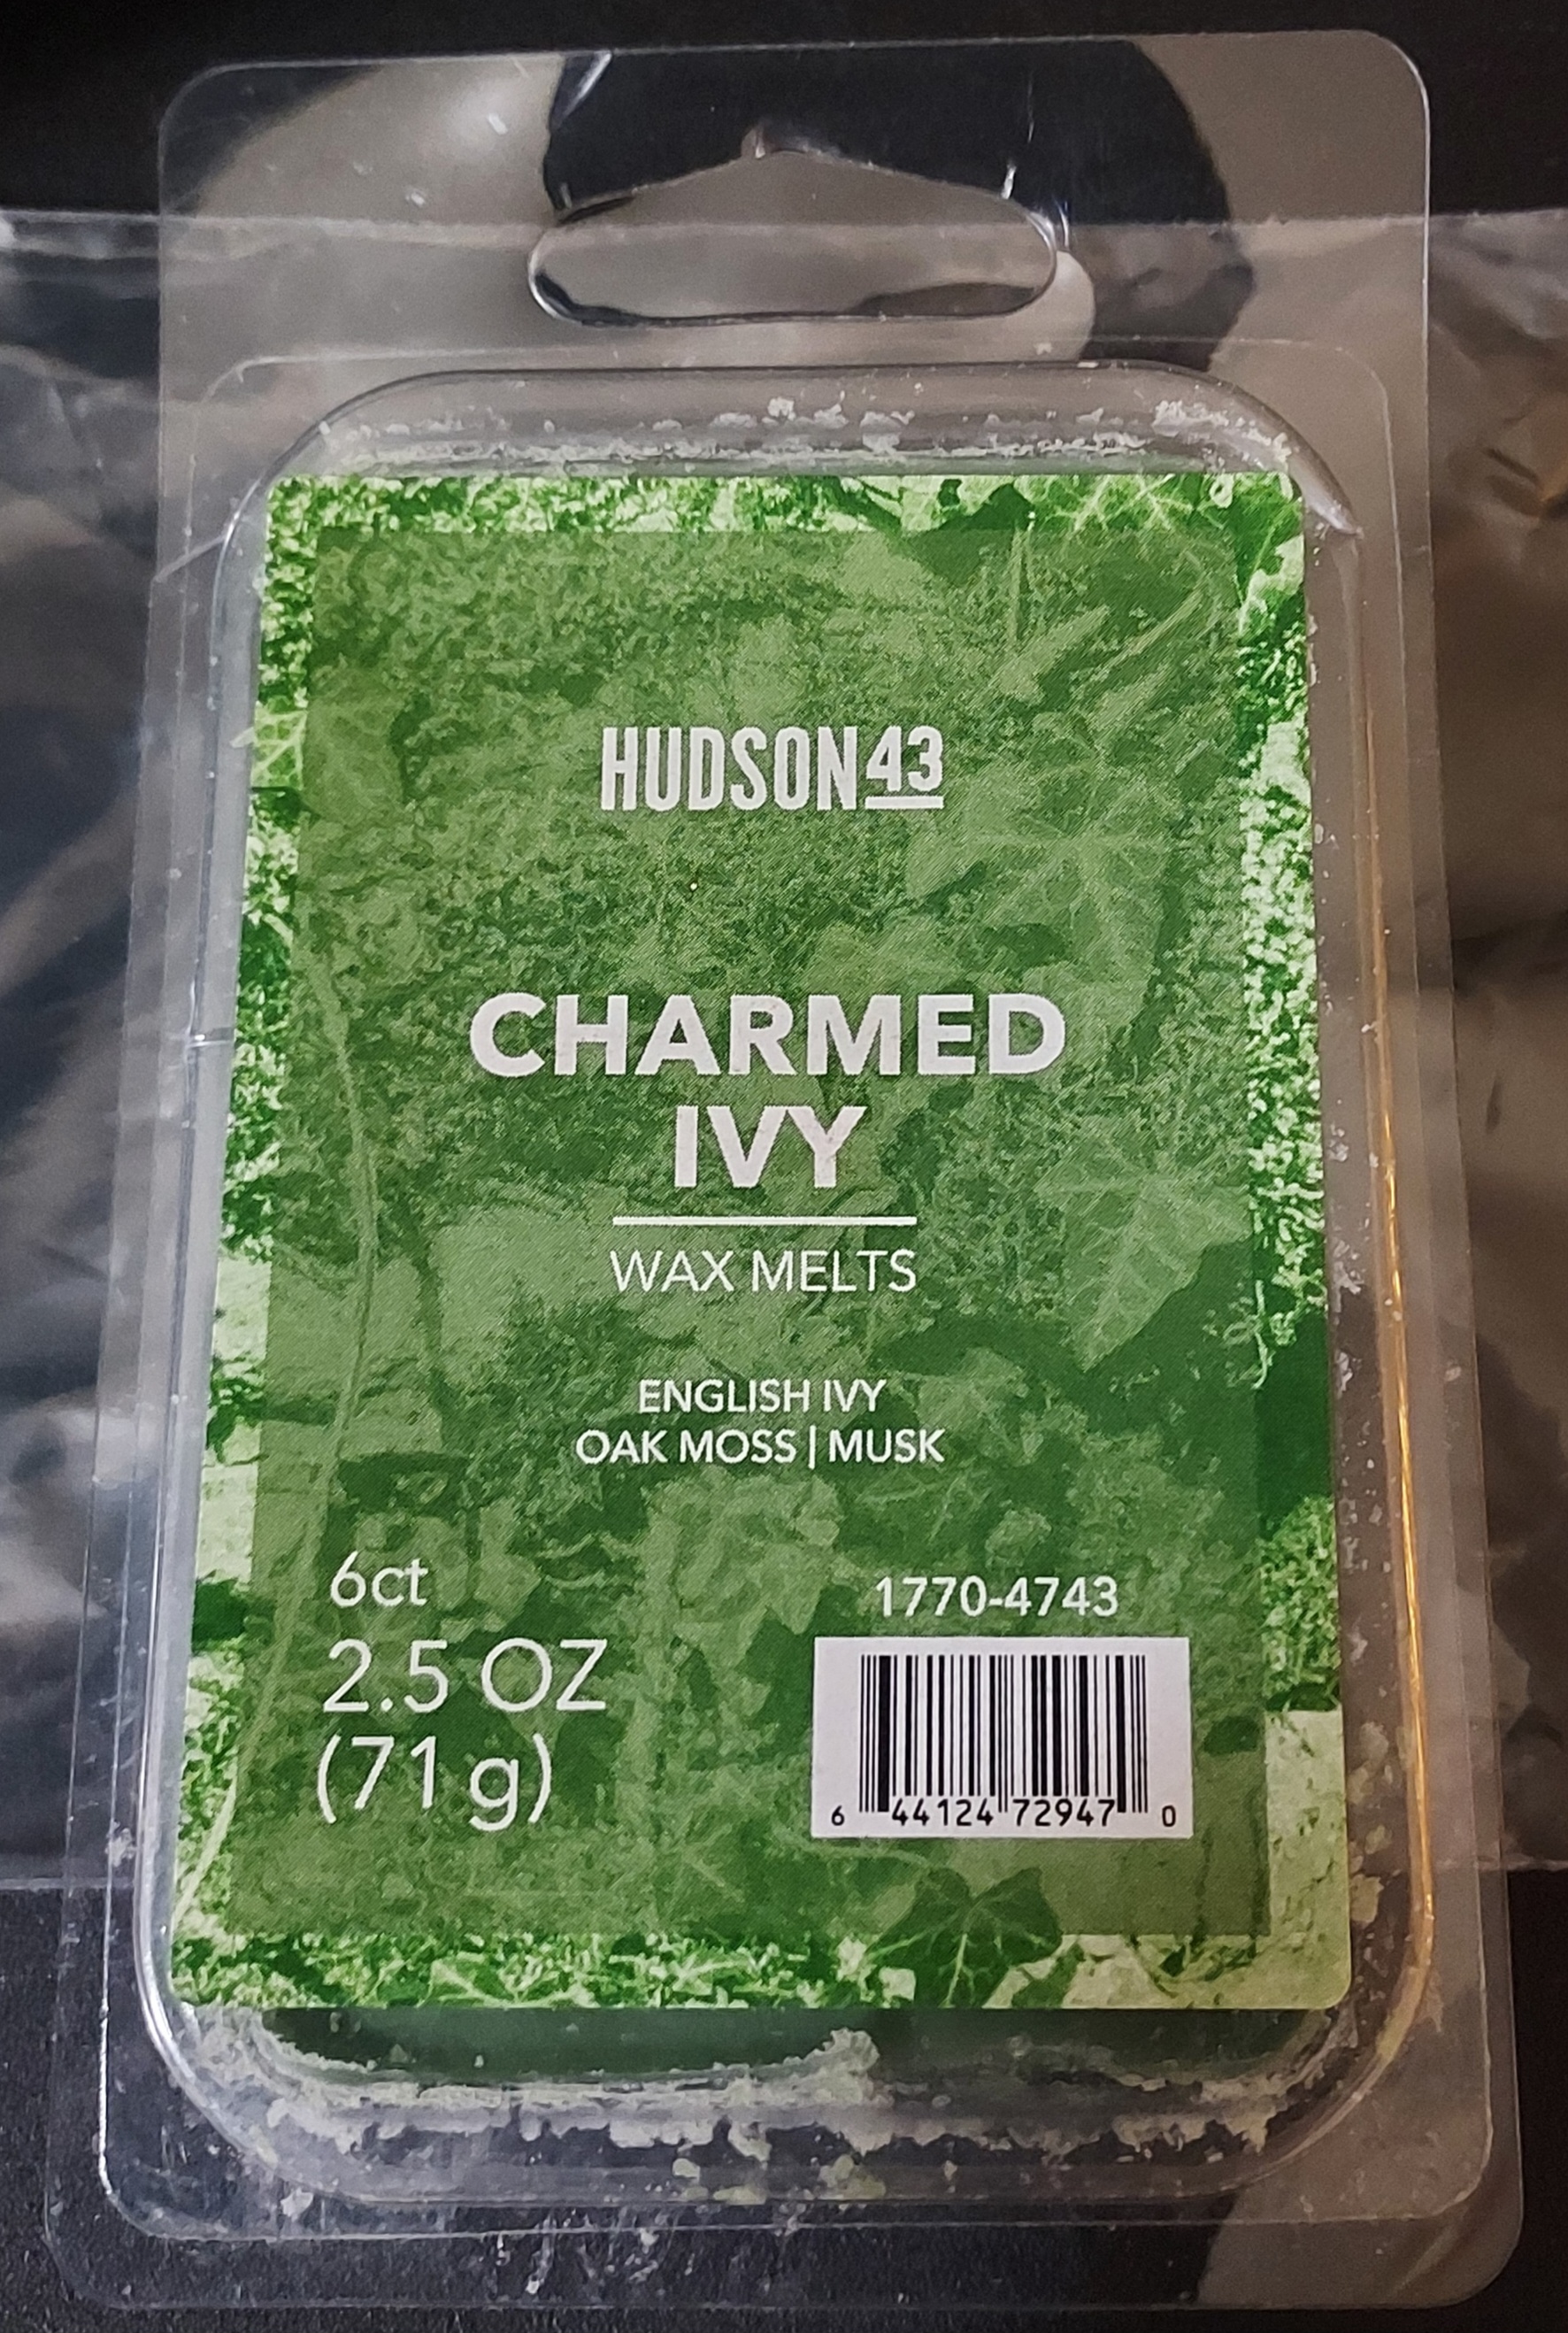 HUDSON43
CHARMED
IVY
WAX MELTS
ENGLISH IVY
OAK MOSS | MUSK
6ct
2.5 OZ
(71 g)
1770-4743
6 44124 72947 0